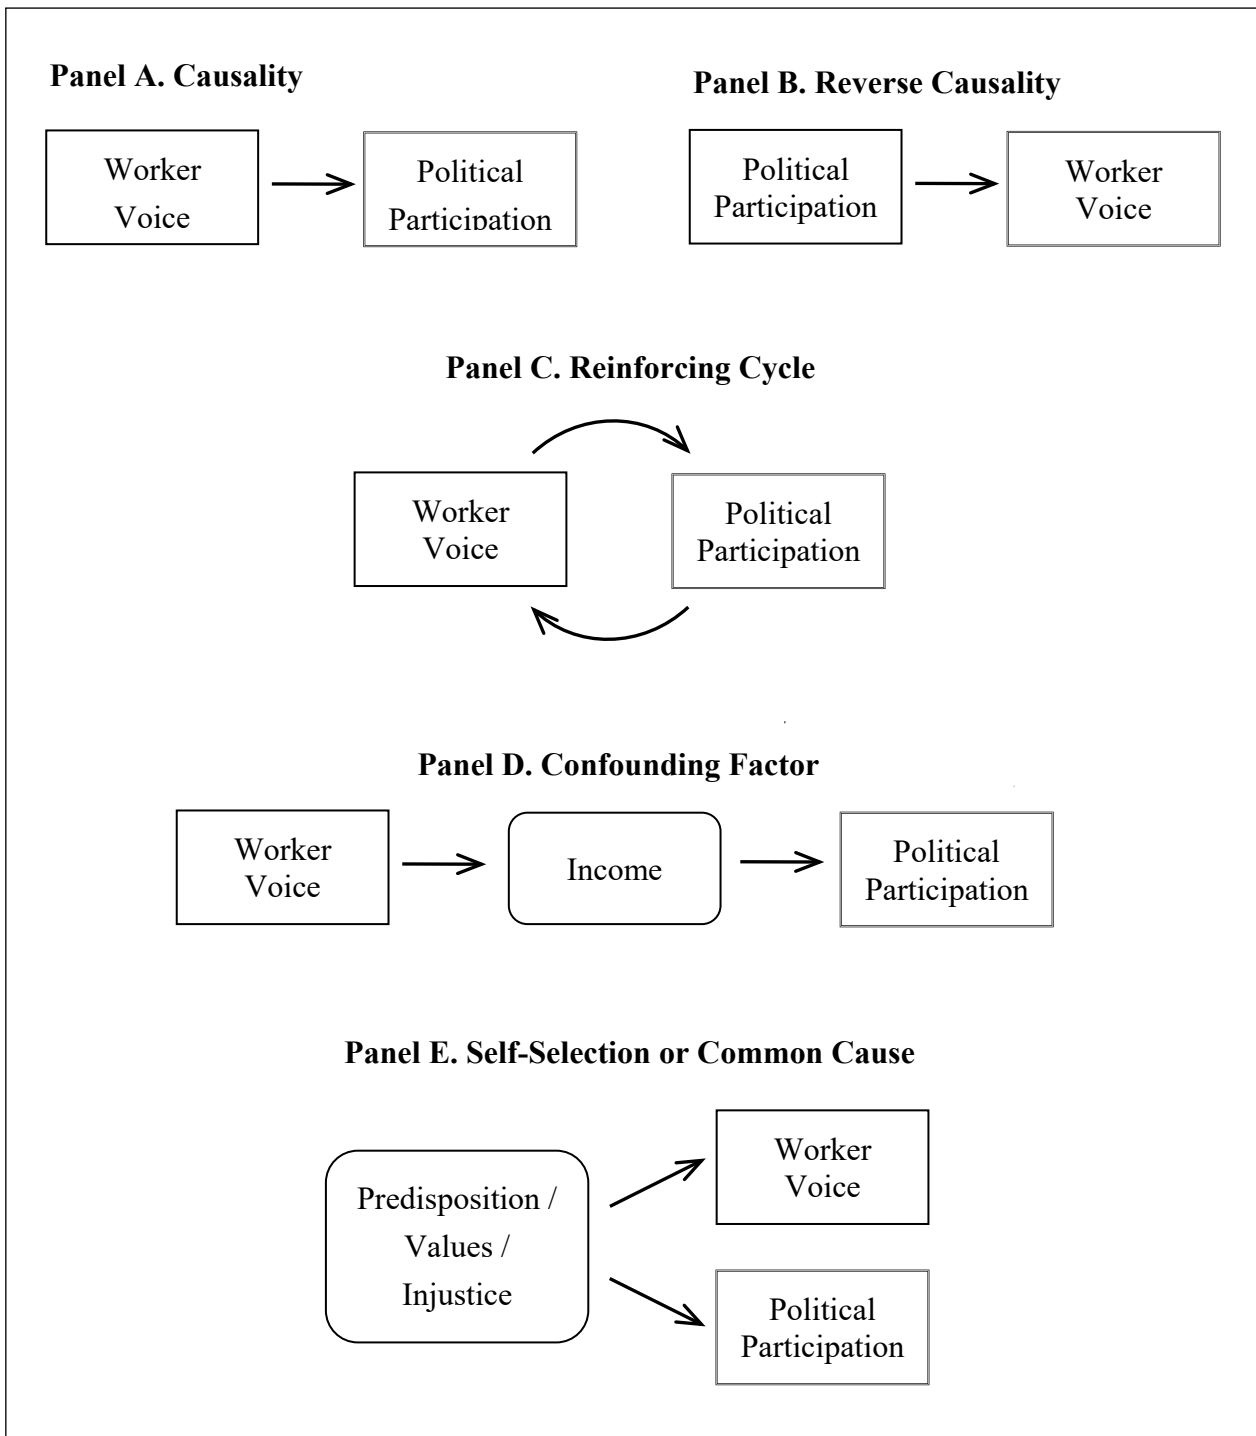 Panel A. Causality
Worker
Voice
Political
Participation
Panel B. Reverse Causality
Political
Participation
Worker
Voice
Panel C. Reinforcing Cycle
Worker
Voice
Political
Participation
Panel D. Confounding Factor
Worker
Voice
Income
Political
Participation
Panel E. Self-Selection or Common Cause
Predisposition /
Values /
Injustice
Worker
Voice
Political
Participation